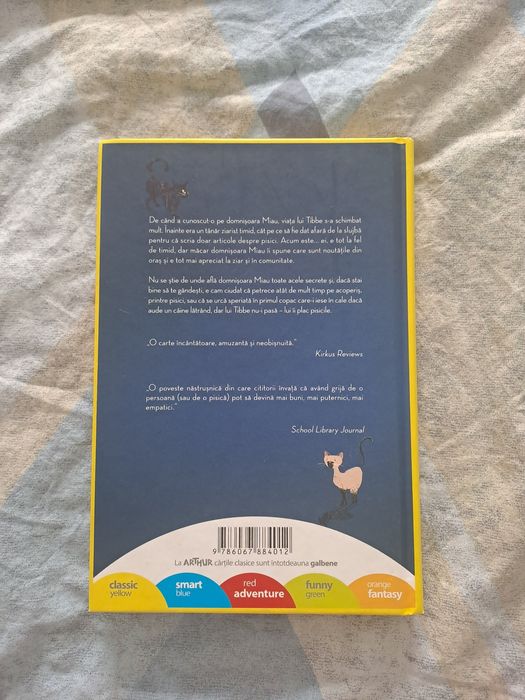 De când a cunoscut-o pe domnișoara Miau, viața lui Tibbe s-a schimbat
mult. Înainte era un tânăr ziarist timid, cât pe ce să fie dat afară de la slujbă
pentru că scria doar articole despre pisici. Acum este... ei, e tot la fel
de timid, dar măcar domnișoara Miau îi spune care sunt noutățile din
oraș și e tot mai apreciat la ziar și în comunitate.
Nu se știe de unde află domnișoara Miau toate acele secrete și, dacă stai
bine să te gândești, e cam ciudat că petrece atât de mult timp pe acoperiș,
printre pisici, sau că se urcă speriată în primul copac care-i iese în cale dacă
aude un câine lătrând, dar lui Tibbe nu-i pasă – lui îi plac pisicile.
„O carte încântătoare, amuzantă și neobișnuită.”
Kirkus Reviews
„O poveste năstrușnică din care cititorii învață că având grijă de o
persoană (sau de o pisică) pot să devină mai buni, mai puternici, mai
empatici.”
School Library Journal
9 786067 884012
La ARTHUR cărțile clasice sunt întotdeauna galbene
classic yellow
smart blue
red adventure
funny green
orange fantasy